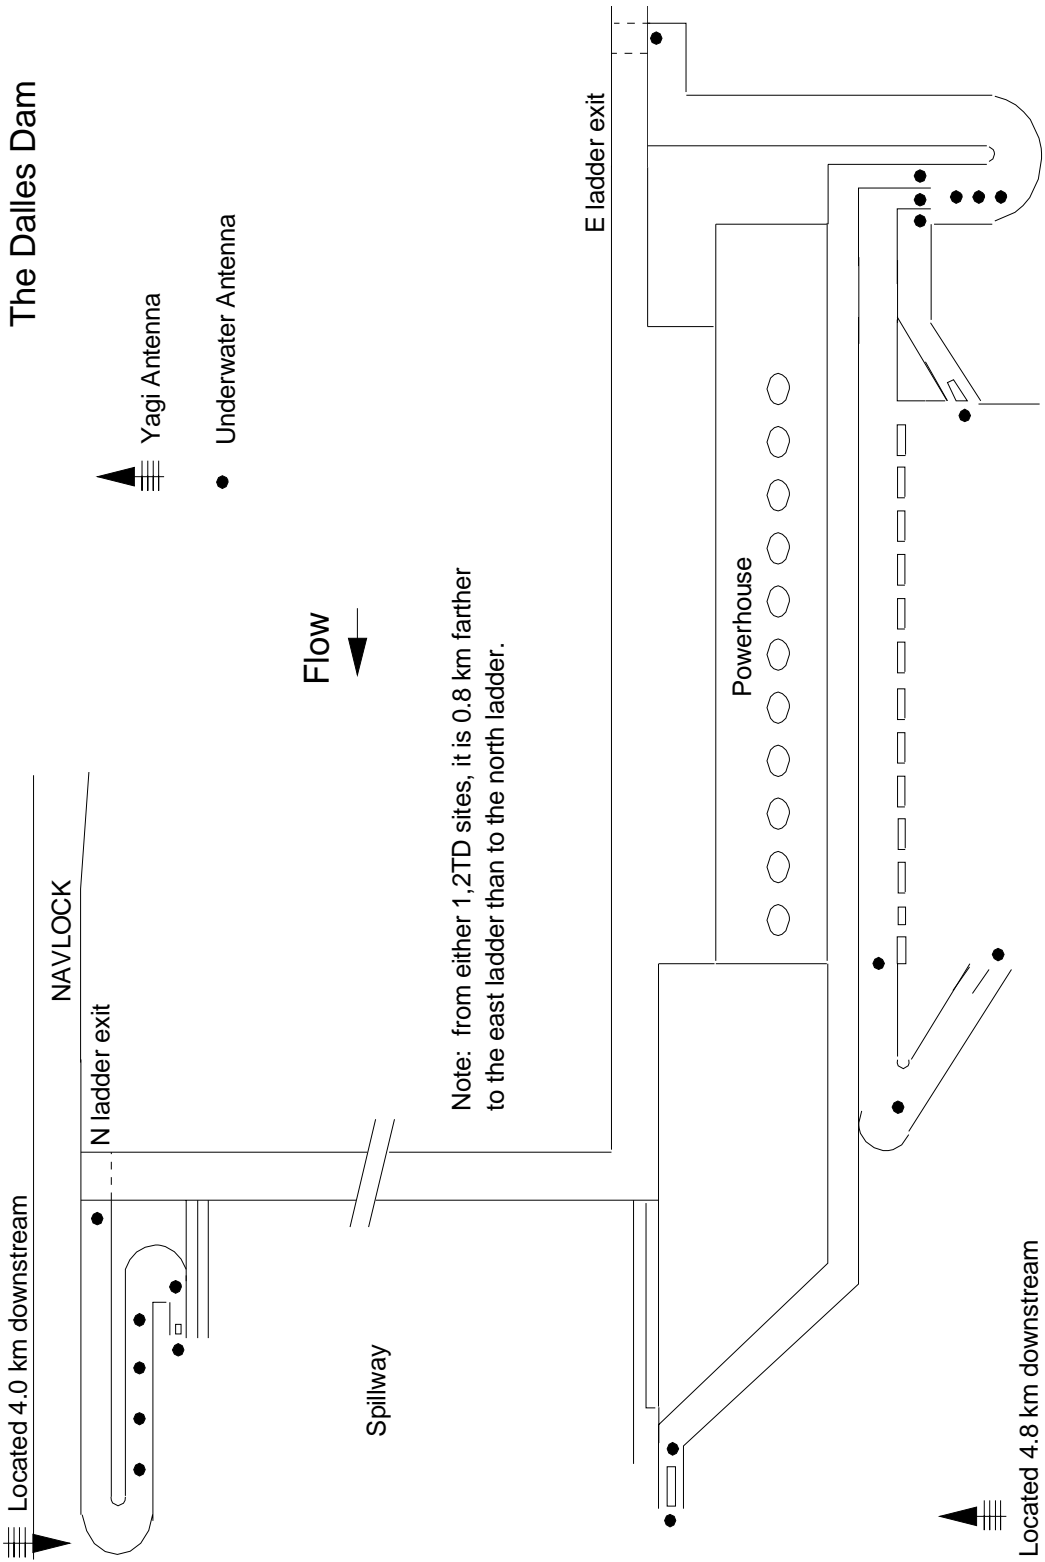 The Dalles Dam
Yagi Antenna
Underwater Antenna
Flow
Note: from either 1,2TD sites, it is 0.8 km farther
to the east ladder than to the north ladder.
NAVLOCK
N ladder exit
E ladder exit
Powerhouse
Spillway
Located 4.0 km downstream
Located 4.8 km downstream